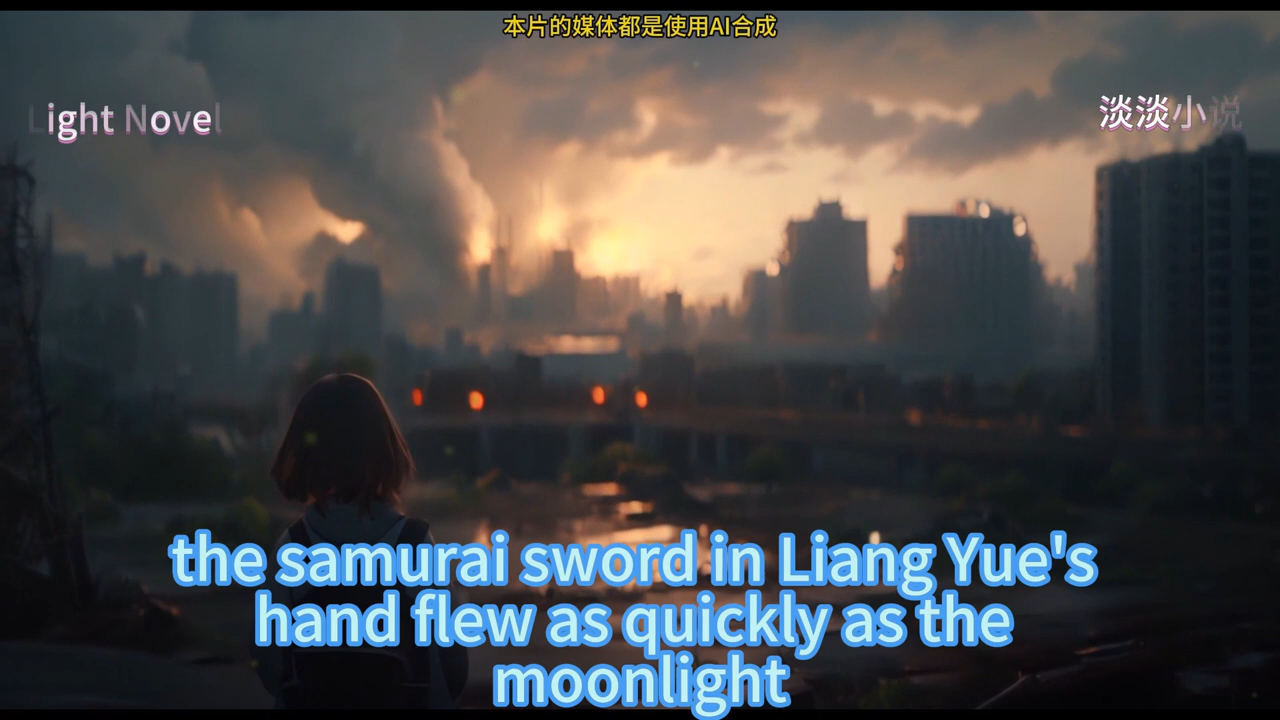 本片的媒体都是使用AI合成
Light Novel
淡淡小说
the samurai sword in Liang Yue's
hand flew as quickly as the
moonlight